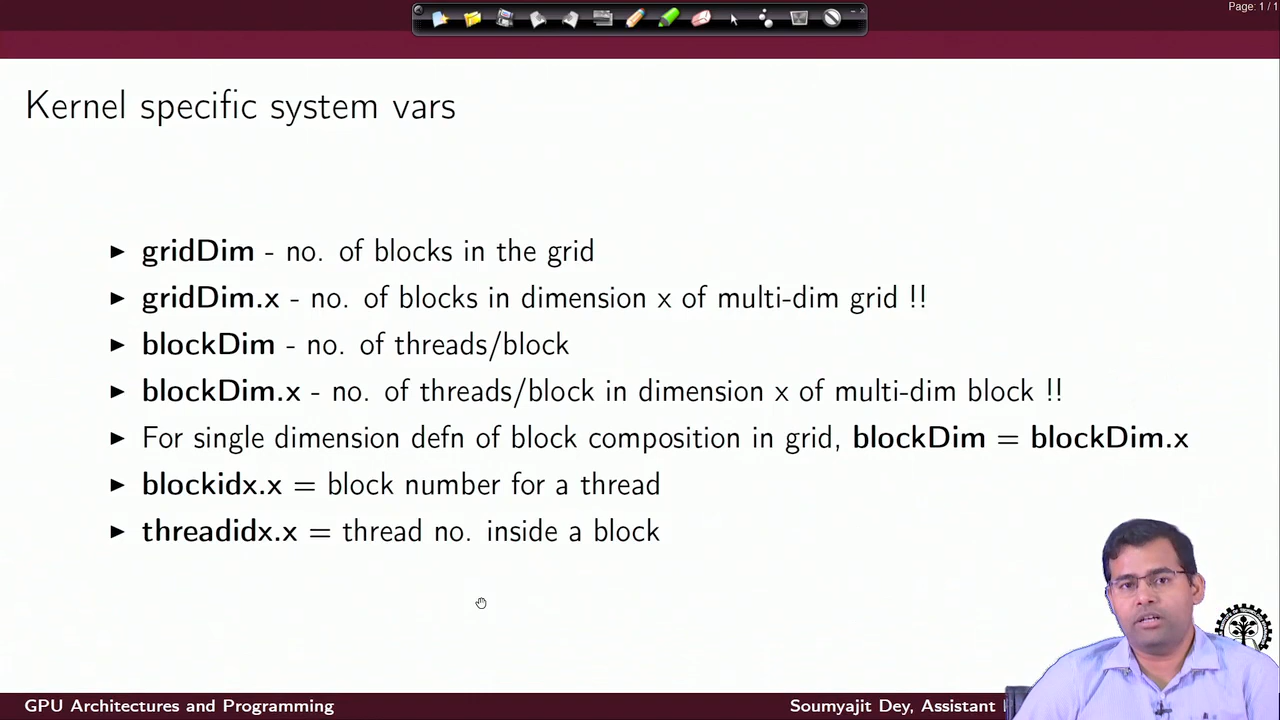 Page: 1 / 1
Kernel specific system vars
▶ gridDim - no. of blocks in the grid
▶ gridDim.x - no. of blocks in dimension x of multi-dim grid !!
▶ blockDim - no. of threads/block
▶ blockDim.x - no. of threads/block in dimension x of multi-dim block !!
▶ For single dimension defn of block composition in grid, blockDim = blockDim.x
▶ blockidx.x = block number for a thread
▶ threadidx.x = thread no. inside a block
GPU Architectures and Programming
Soumyajit Dey, Assistant